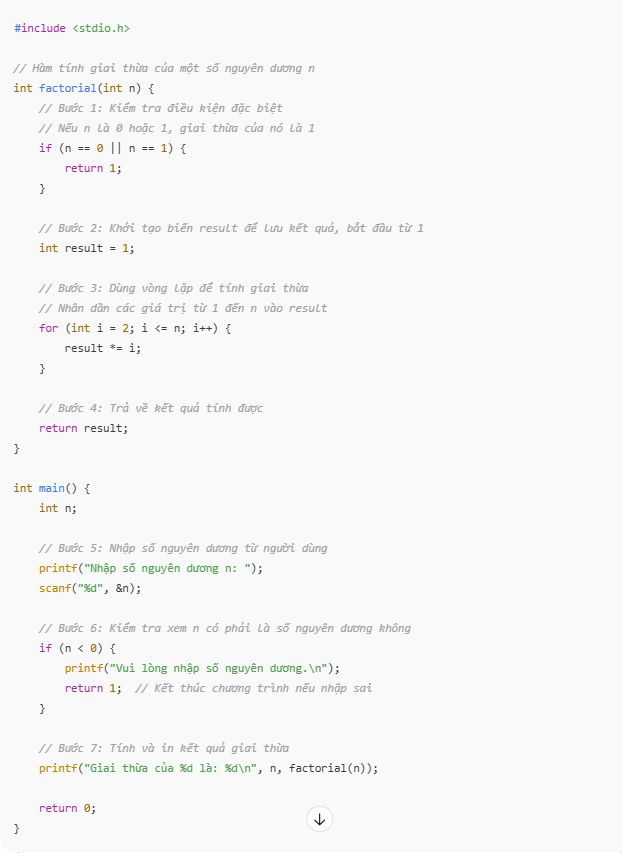 #include <stdio.h>
// Hàm tính giai thừa của một số nguyên dương n
int factorial(int n) {
    // Bước 1: Kiểm tra điều kiện đặc biệt
    // Nếu n là 0 hoặc 1, giai thừa của nó là 1
    if (n == 0 || n == 1) {
        return 1;
    }
    // Bước 2: Khởi tạo biến result để lưu kết quả, bắt đầu từ 1
    int result = 1;
    // Bước 3: Dùng vòng lặp để tính giai thừa
    // Nhân dần các giá trị từ 1 đến n vào result
    for (int i = 2; i <= n; i++) {
        result *= i;
    }
    // Bước 4: Trả về kết quả tính được
    return result;
}
int main() {
    int n;
    // Bước 5: Nhập số nguyên dương từ người dùng
    printf("Nhập số nguyên dương n: ");
    scanf("%d", &n);
    // Bước 6: Kiểm tra xem n có phải là số nguyên dương không
    if (n < 0) {
        printf("Vui lòng nhập số nguyên dương.\n");
        return 1;  // Kết thúc chương trình nếu nhập sai
    }
    // Bước 7: Tính và in kết quả giai thừa
    printf("Giai thừa của %d là: %d\n", n, factorial(n));
    return 0;
}